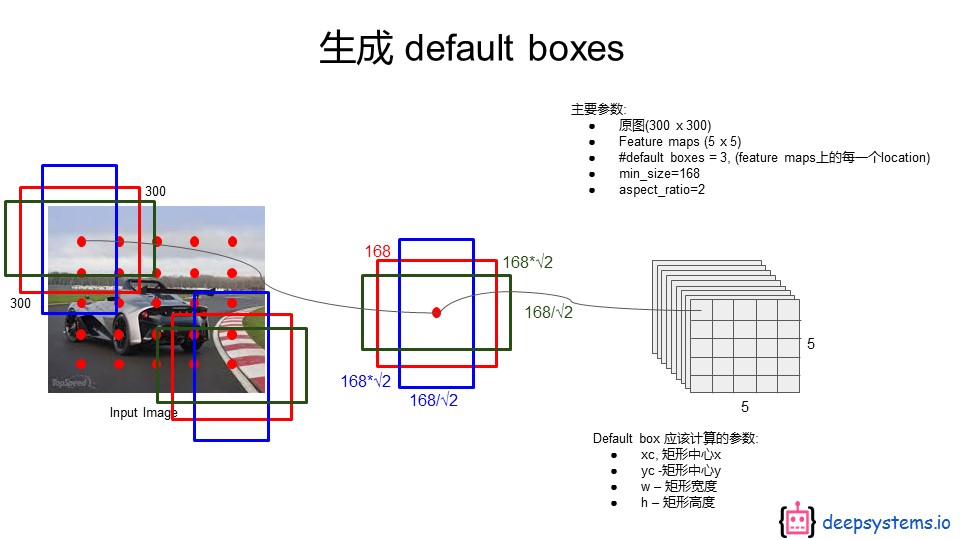 生成 default boxes
主要参数:
● 原图(300 x 300)
● Feature maps (5 x 5)
● #default boxes = 3, (feature maps上的每一个location)
● min_size=168
● aspect_ratio=2
300
300
TopSpeed
Input Image
168
168*√2
168/√2
168*√2
168/√2
5
5
Default box 应该计算的参数:
● xc, 矩形中心x
● yc -矩形中心y
● w – 矩形宽度
● h – 矩形高度
deepsystems.io